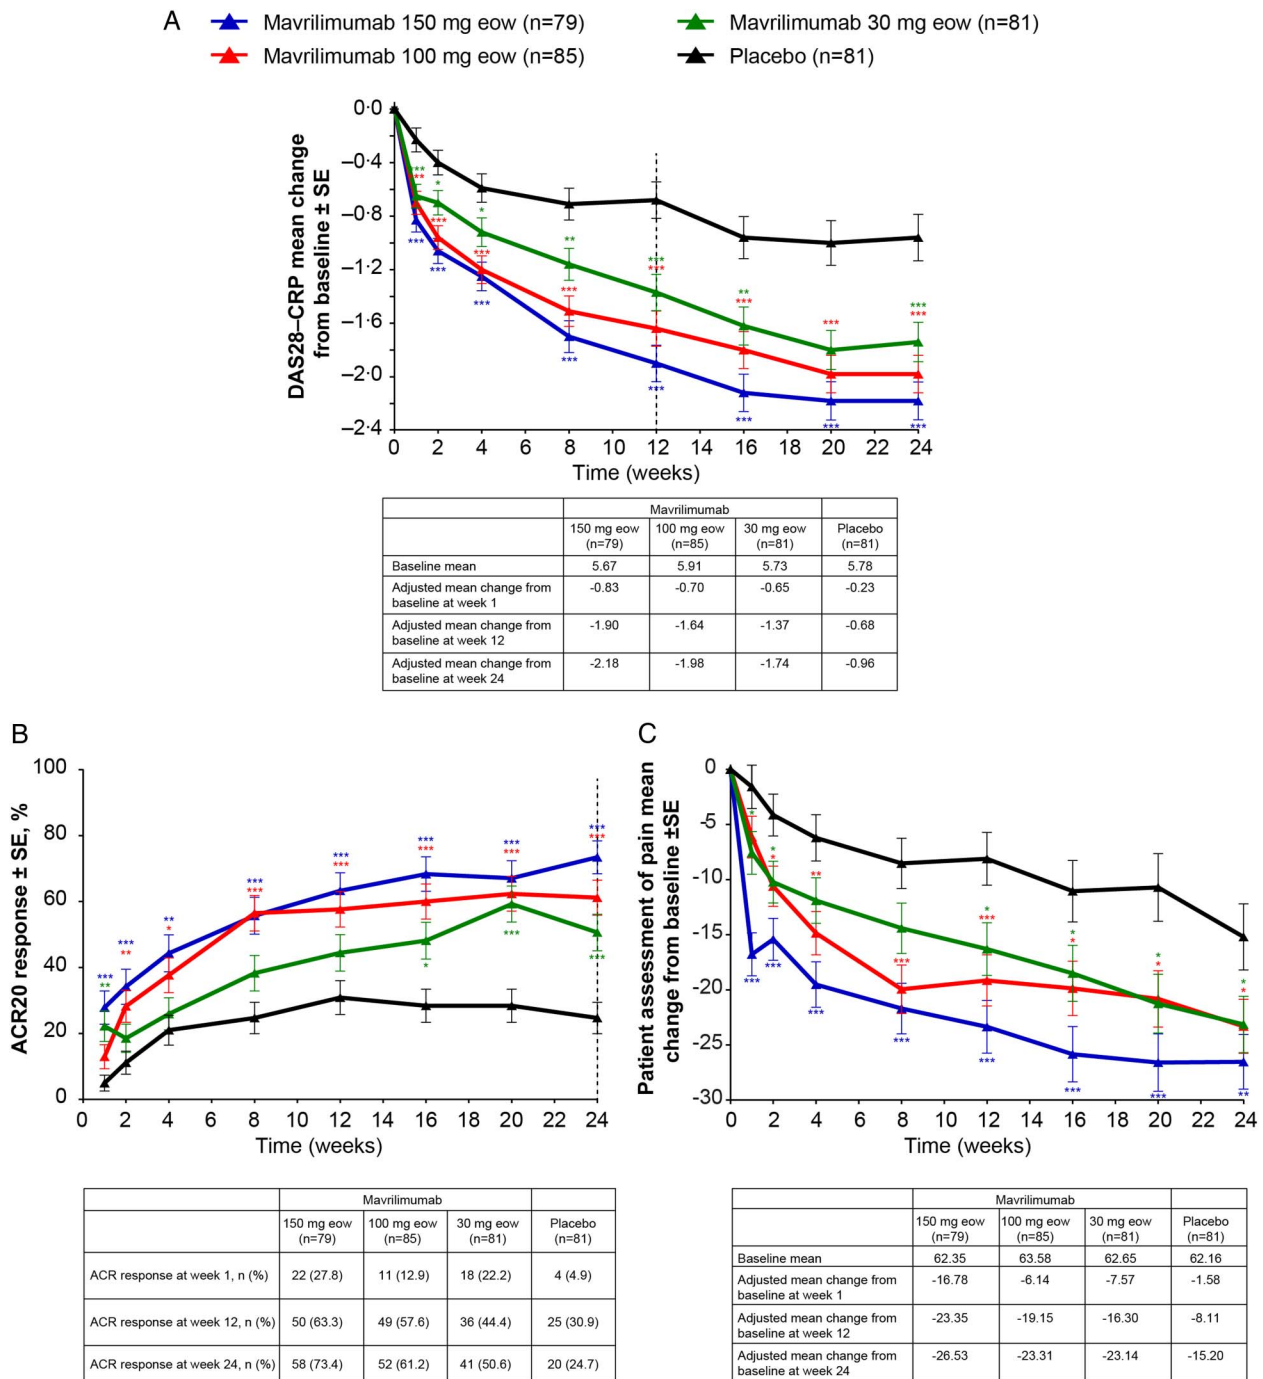 A
Mavrilimumab 150 mg eow (n=79)
Mavrilimumab 30 mg eow (n=81)
Mavrilimumab 100 mg eow (n=85)
Placebo (n=81)
DAS28–CRP mean change
from baseline ± SE
0·0
–0·4
–0·8
–1·2
–1·6
–2·0
–2·4
*** ** * *** *** ***
* *** *** ** *** ***
*** *** *** ** *** ***
*** *** *** *** *** ***
0 2 4 6 8 10 12 14 16 18 20 22 24
Time (weeks)
Mavrilimumab
150 mg eow (n=79) 100 mg eow (n=85) 30 mg eow (n=81) Placebo (n=81)
Baseline mean 5.67 5.91 5.73 5.78
Adjusted mean change from baseline at week 1 -0.83 -0.70 -0.65 -0.23
Adjusted mean change from baseline at week 12 -1.90 -1.64 -1.37 -0.68
Adjusted mean change from baseline at week 24 -2.18 -1.98 -1.74 -0.96
B
ACR20 response ± SE, %
100
80
60
40
20
0
0 2 4 6 8 10 12 14 16 18 20 22 24
Time (weeks)
Mavrilimumab
150 mg eow (n=79) 100 mg eow (n=85) 30 mg eow (n=81) Placebo (n=81)
ACR response at week 1, n (%) 22 (27.8) 11 (12.9) 18 (22.2) 4 (4.9)
ACR response at week 12, n (%) 50 (63.3) 49 (57.6) 36 (44.4) 25 (30.9)
ACR response at week 24, n (%) 58 (73.4) 52 (61.2) 41 (50.6) 20 (24.7)
C
Patient assessment of pain mean
change from baseline ±SE
0
-5
-10
-15
-20
-25
-30
0 2 4 6 8 10 12 14 16 18 20 22 24
Time (weeks)
Mavrilimumab
150 mg eow (n=79) 100 mg eow (n=85) 30 mg eow (n=81) Placebo (n=81)
Baseline mean 62.35 63.58 62.65 62.16
Adjusted mean change from baseline at week 1 -16.78 -6.14 -7.57 -1.58
Adjusted mean change from baseline at week 12 -23.35 -19.15 -16.30 -8.11
Adjusted mean change from baseline at week 24 -26.53 -23.31 -23.14 -15.20